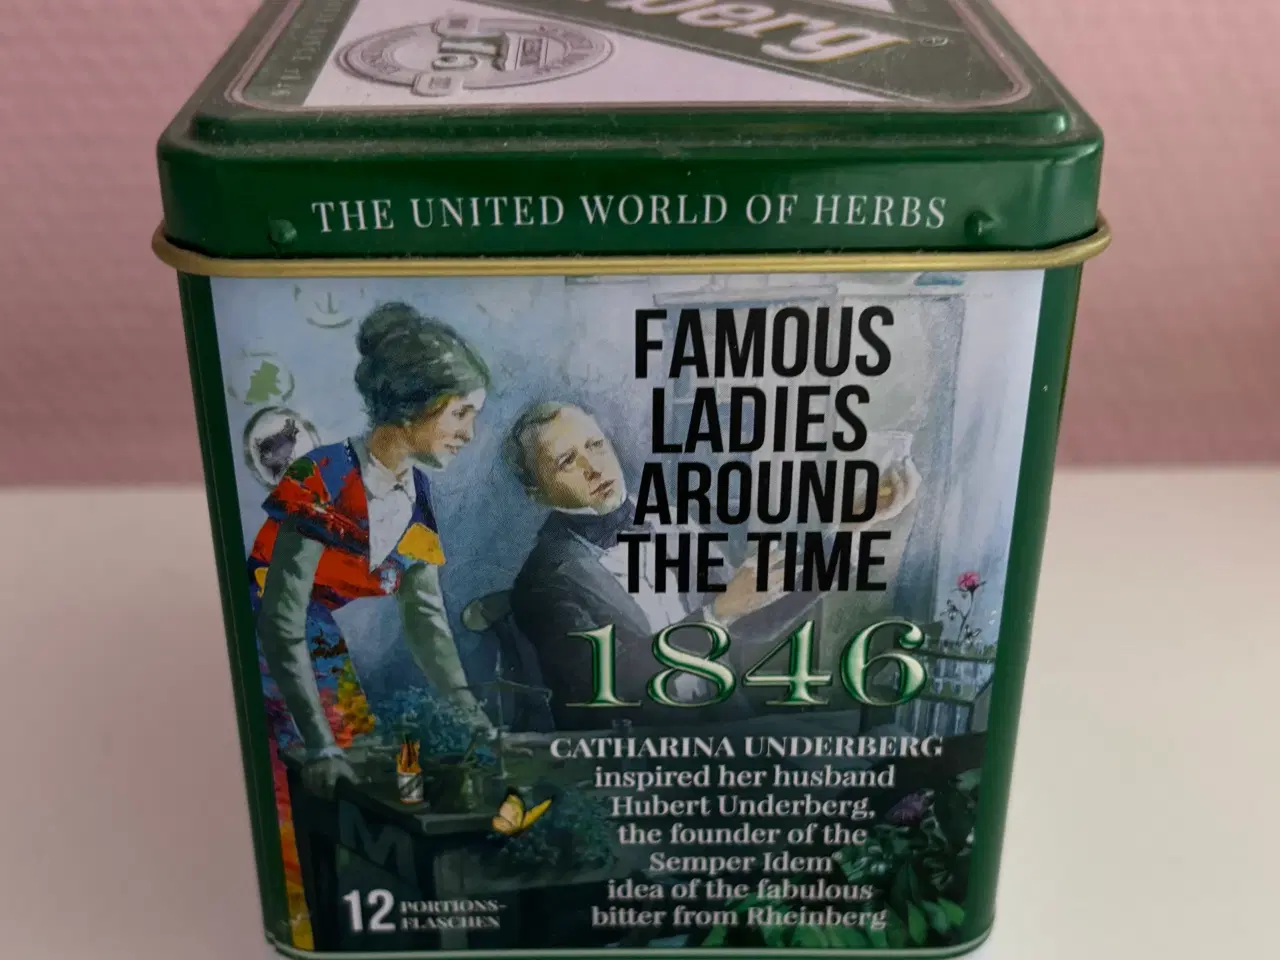 THE UNITED WORLD OF HERBS
FAMOUS
LADIES
AROUND
THE TIME
1846
CATHARINA UNDERBERG
inspired her husband
Hubert Underberg,
the founder of the
Semper Idem®
idea of the fabulous
bitter from Rheinberg
12 PORTIONS-
FLASCHEN